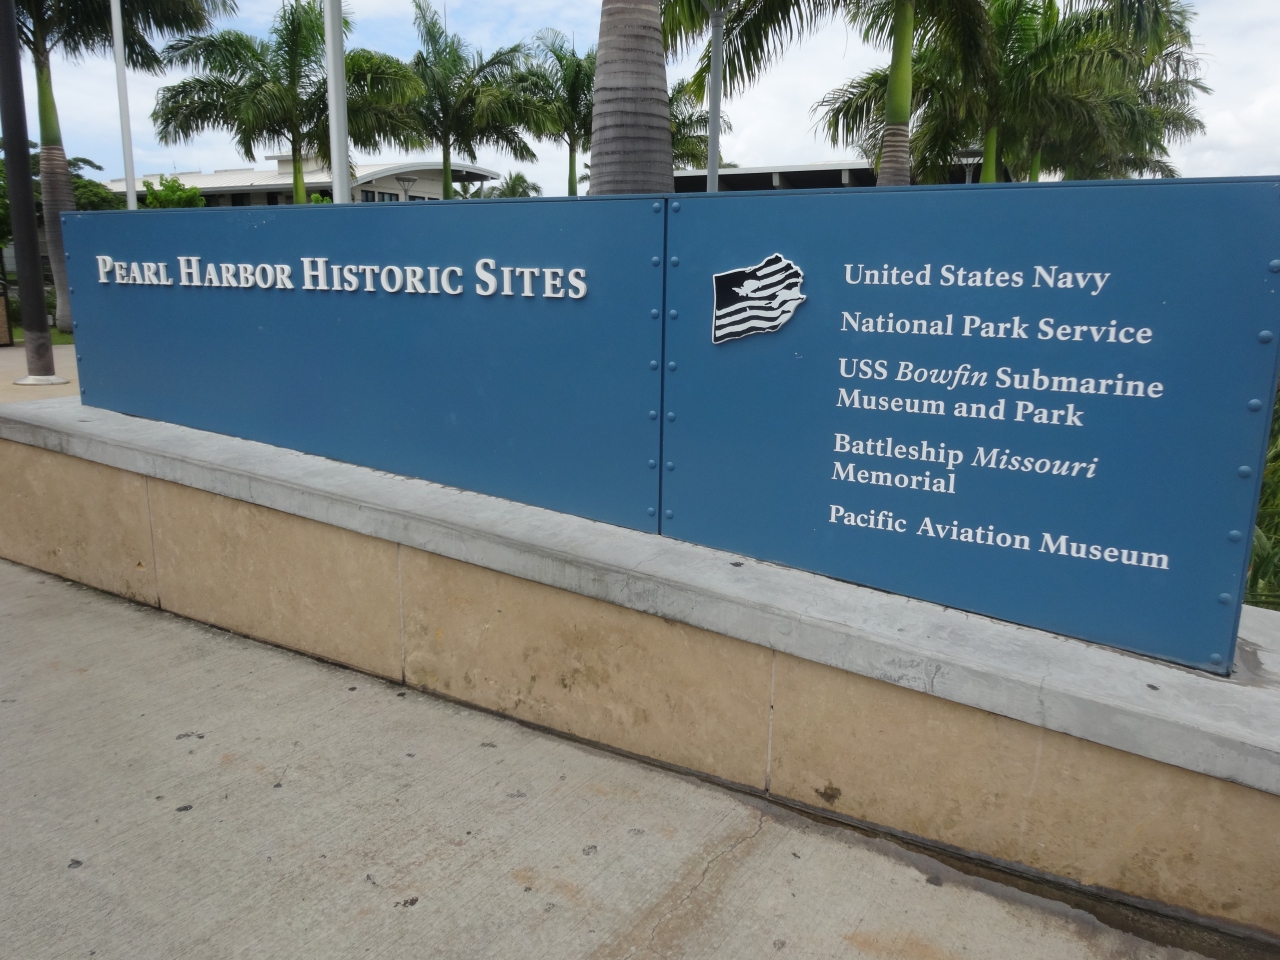 Pearl Harbor Historic Sites
United States Navy
National Park Service
USS Bowfin Submarine
Museum and Park
Battleship Missouri
Memorial
Pacific Aviation Museum